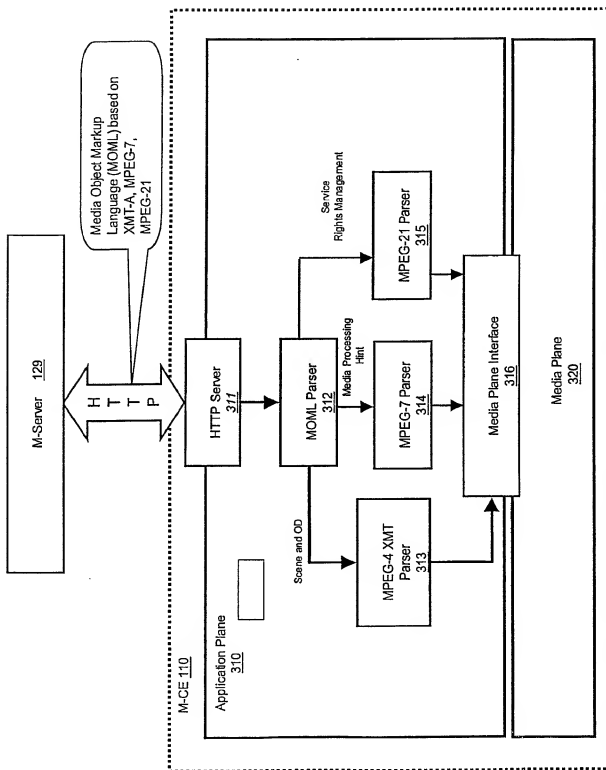 M-Server 129
Media Object Markup
Language (MOML) based on
XMT-A, MPEG-7,
MPEG-21
H
T
T
P
M-CE 110
Application Plane
310
HTTP Server
311
MOML Parser
312
Scene and OD
Media Processing
Hint
Service
Rights Management
MPEG-4 XMT
Parser
313
MPEG-7 Parser
314
MPEG-21 Parser
315
Media Plane Interface
316
Media Plane
320